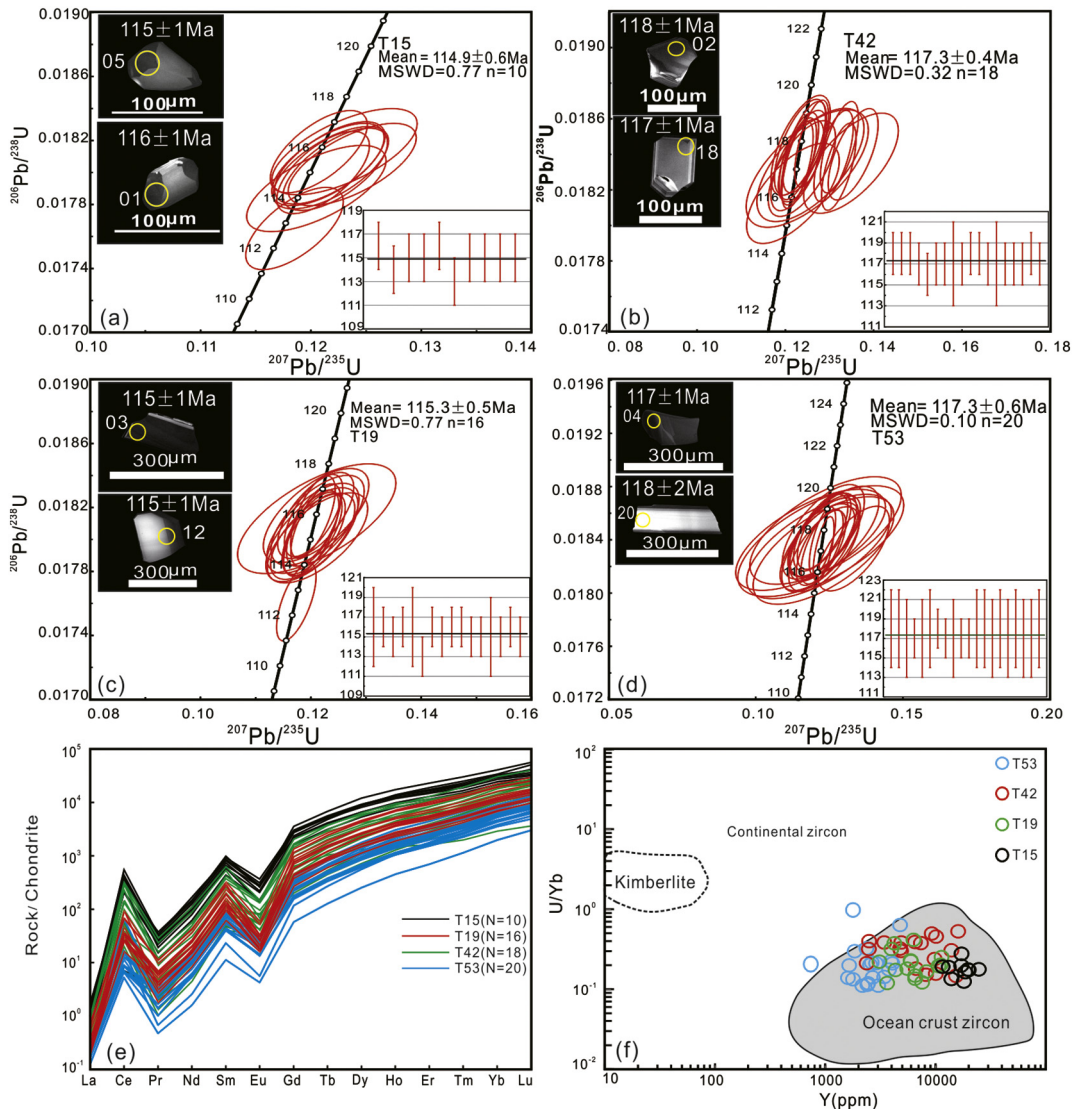 0.0190
0.0186
0.0182
0.0178
0.0174
0.0170
206Pb/238U
115±1Ma
05
100µm
116±1Ma
01
100µm
T15
Mean= 114.9±0.6Ma
MSWD=0.77 n=10
120
118
116
114
112
110
119
117
115
113
111
109
(a)
0.10
0.11
0.12
0.13
0.14
207Pb/235U
0.0190
0.0186
0.0182
0.0178
0.0174
206Pb/238U
118±1Ma
02
100µm
117±1Ma
18
100µm
T42
Mean= 117.3±0.4Ma
MSWD=0.32 n=18
122
120
118
116
114
112
121
119
117
115
113
111
(b)
0.08
0.10
0.12
0.14
0.16
0.18
207Pb/235U
0.0190
0.0186
0.0182
0.0178
0.0174
0.0170
206Pb/238U
115±1Ma
03
300µm
115±1Ma
12
300µm
Mean= 115.3±0.5Ma
MSWD=0.77 n=16
T19
120
118
116
114
112
110
121
119
117
115
113
111
109
(c)
0.08
0.10
0.12
0.14
0.16
207Pb/235U
0.0196
0.0192
0.0188
0.0184
0.0180
0.0176
0.0172
117±1Ma
04
300µm
118±2Ma
20
300µm
Mean= 117.3±0.6Ma
MSWD=0.10 n=20
T53
124
122
120
118
116
114
112
110
123
121
119
117
115
113
111
(d)
0.05
0.10
0.15
0.20
207Pb/235U
10^5
10^4
10^3
10^2
10^1
10^0
10^-1
Rock/ Chondrite
T15(N=10)
T19(N=16)
T42(N=18)
T53(N=20)
(e)
La Ce Pr Nd Sm Eu Gd Tb Dy Ho Er Tm Yb Lu
10^2
10^1
10^0
10^-1
10^-2
U/Yb
T53
T42
T19
T15
Continental zircon
Kimberlite
Ocean crust zircon
(f)
10
100
1000
10000
Y(ppm)